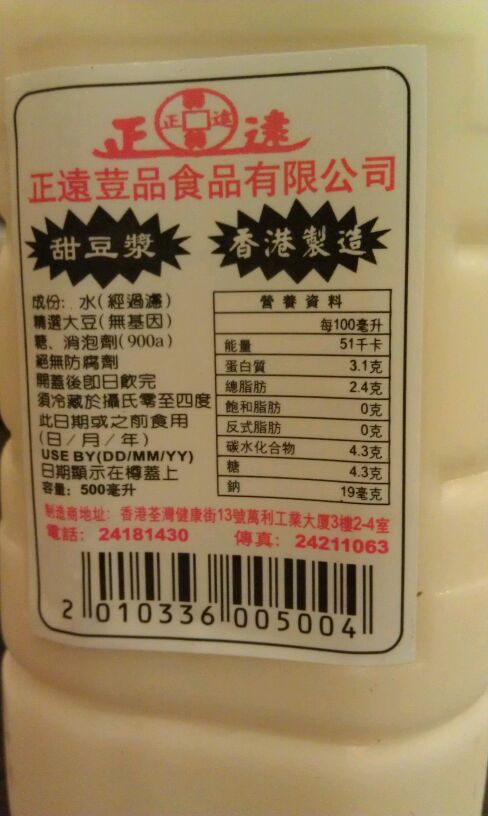 正 正 遠 遠
正遠荳品食品有限公司
甜豆漿
香港製造
成份: 水(經過濾)
精選大豆(無基因)
糖、消泡劑(900a)
絕無防腐劑
開蓋後即日飲完
須冷藏於攝氏零至四度
此日期或之前食用
(日/月/年)
USE BY(DD/MM/YY)
日期顯示在樽蓋上
容量: 500毫升
營養資料
每100毫升
能量 51千卡
蛋白質 3.1克
總脂肪 2.4克
飽和脂肪 0克
反式脂肪 0克
碳水化合物 4.3克
糖 4.3克
鈉 19毫克
製造商地址: 香港荃灣健康街13號萬利工業大廈3樓2-4室
電話: 24181430 傳真: 24211063
2 010336 005004